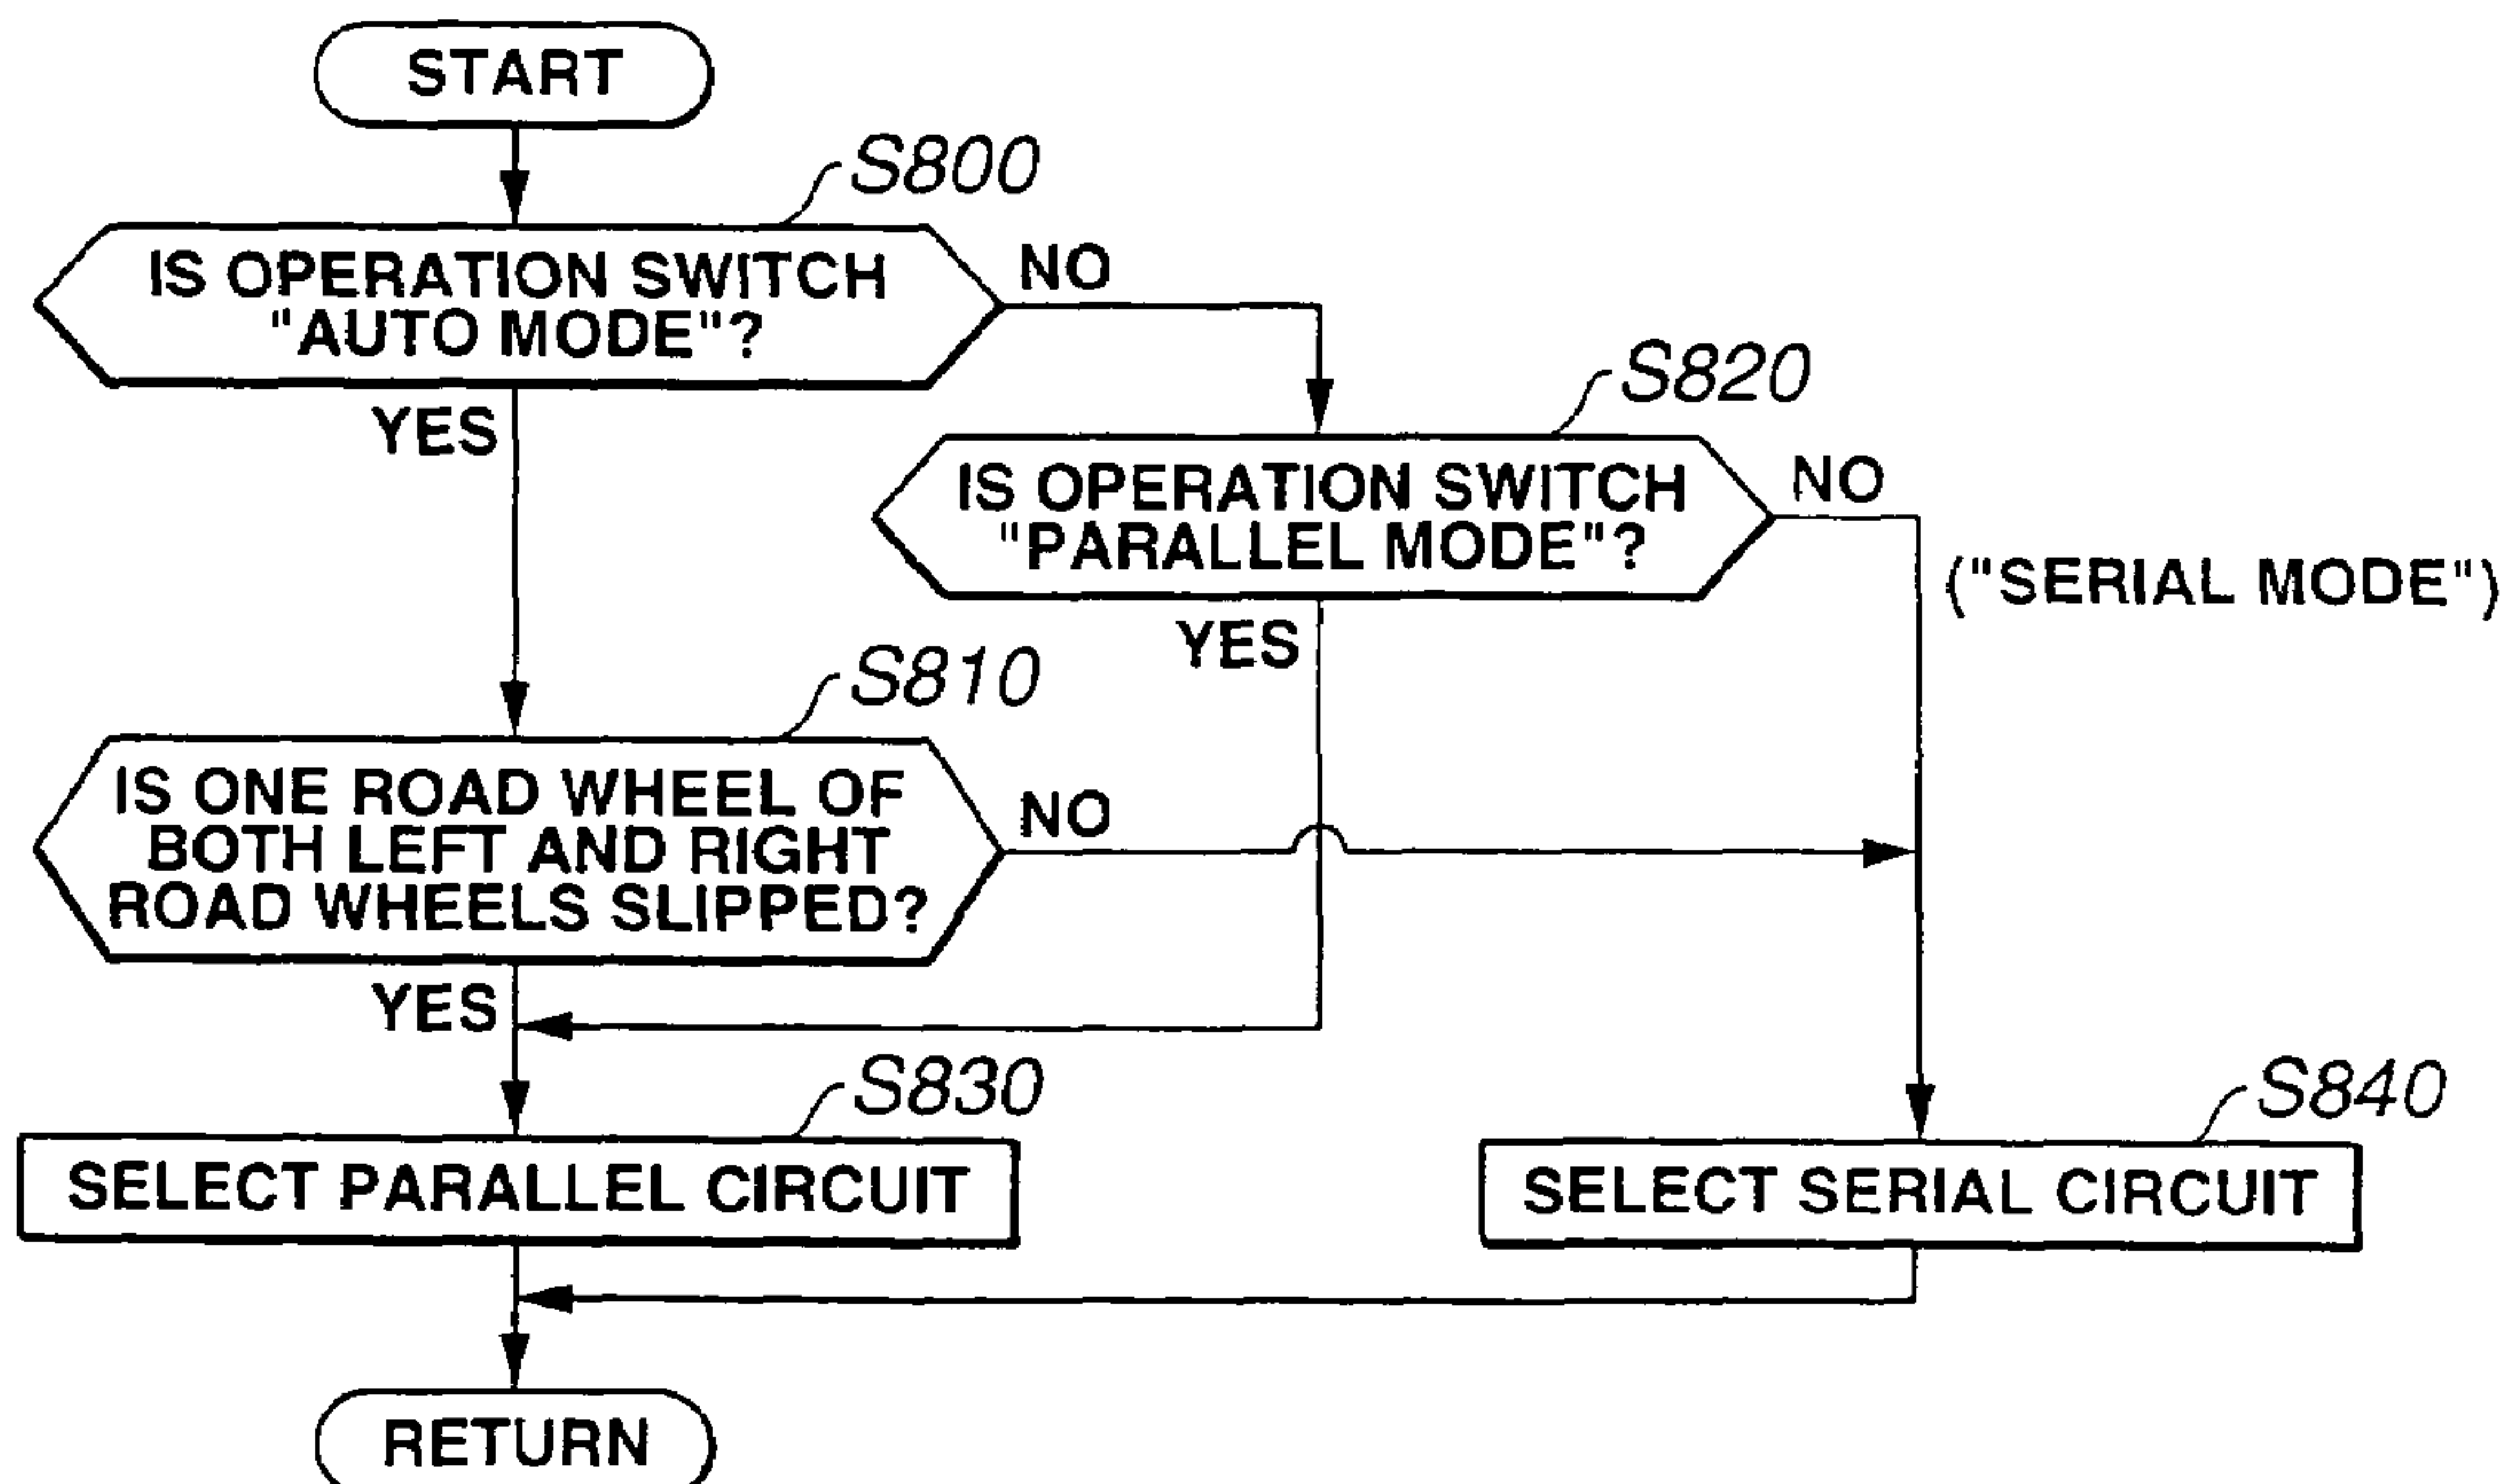 START
S800
IS OPERATION SWITCH
"AUTO MODE"?
NO
YES
S820
IS OPERATION SWITCH
"PARALLEL MODE"?
NO
("SERIAL MODE")
YES
S810
IS ONE ROAD WHEEL OF
BOTH LEFT AND RIGHT
ROAD WHEELS SLIPPED?
NO
YES
S830
SELECT PARALLEL CIRCUIT
S840
SELECT SERIAL CIRCUIT
RETURN